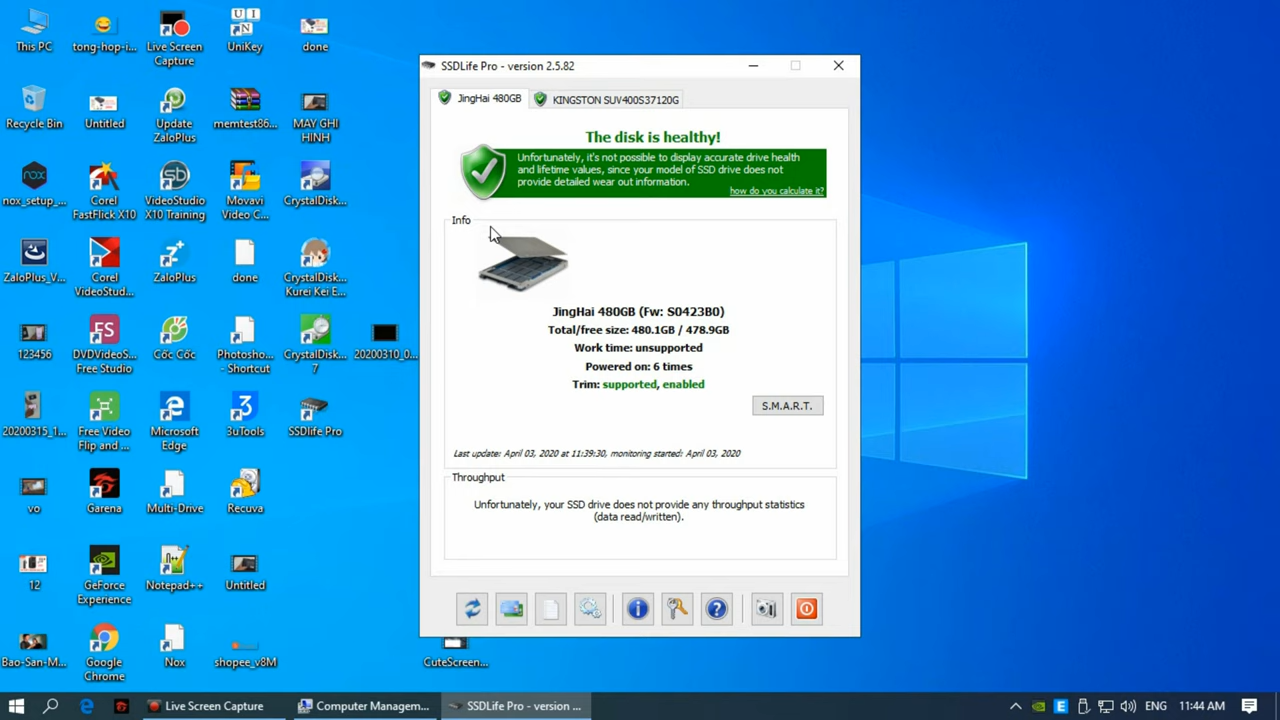 This PC
tong-hop-i...
Live Screen
Capture
U I
N
UniKey
done
Recycle Bin
Untitled
Update
ZaloPlus
memtest86...
MAY GHI
HINH
nox
nox_setup_...
Corel
FastFlick X10
VideoStudio
X10 Training
Movavi
Video C...
CrystalDisk...
ZaloPlus_V...
Corel
VideoStud...
ZaloPlus
done
CrystalDisk...
Kurei Kei E...
123456
FS
DVDVideoS...
Free Studio
Cốc Cốc
Photosho...
- Shortcut
CrystalDisk...
7
20200310_0...
20200315_1...
Free Video
Flip and ...
Microsoft
Edge
3uTools
SSDlife Pro
vo
Garena
Multi-Drive
Recuva
12
GeForce
Experience
Notepad++
Untitled
Bao-San-M...
Google
Chrome
Nox
shopee_v8M
CuteScreen...
SSDLife Pro - version 2.5.82
JingHai 480GB
KINGSTON SUV400S37120G
The disk is healthy!
Unfortunately, it's not possible to display accurate drive health
and lifetime values, since your model of SSD drive does not
provide detailed wear out information.
how do you calculate it?
Info
JingHai 480GB (Fw: S0423B0)
Total/free size: 480.1GB / 478.9GB
Work time: unsupported
Powered on: 6 times
Trim: supported, enabled
S.M.A.R.T.
Last update: April 03, 2020 at 11:39:30, monitoring started: April 03, 2020
Throughput
Unfortunately, your SSD drive does not provide any throughput statistics
(data read/written).
Live Screen Capture
Computer Managem...
SSDLife Pro - version ...
ENG
11:44 AM